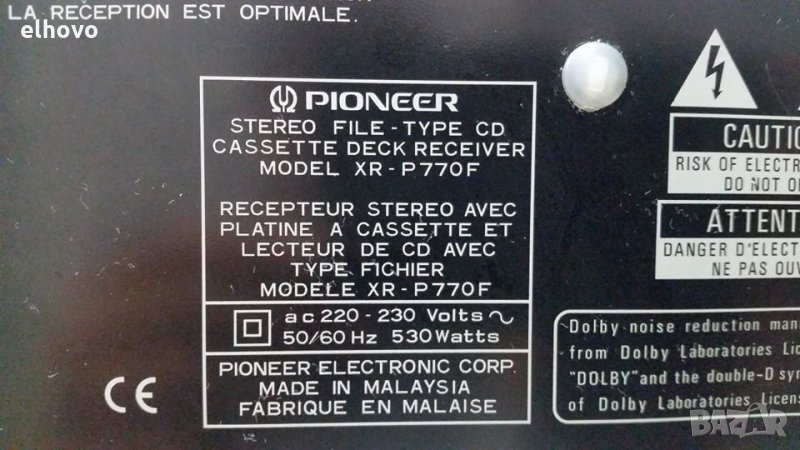 LA RECEPTION EST OPTIMALE.
elhovo
PIONEER
STEREO FILE-TYPE CD
CASSETTE DECK RECEIVER
MODEL XR-P770F
RECEPTEUR STEREO AVEC
PLATINE A CASSETTE ET
LECTEUR DE CD AVEC
TYPE FICHIER
MODELE XR-P770F
ac 220-230 Volts ~
50/60 Hz 530 Watts
PIONEER ELECTRONIC CORP.
MADE IN MALAYSIA
FABRIQUE EN MALAISE
CE
CAUTIO
RISK OF ELECTR
DO NOT O
ATTENT
DANGER D'ELECT
NE PAS OUV
Dolby noise reduction man
from Dolby Laboratories Lic
"DOLBY" and the double-D sy
of Dolby Laboratories Licens
BAZAR